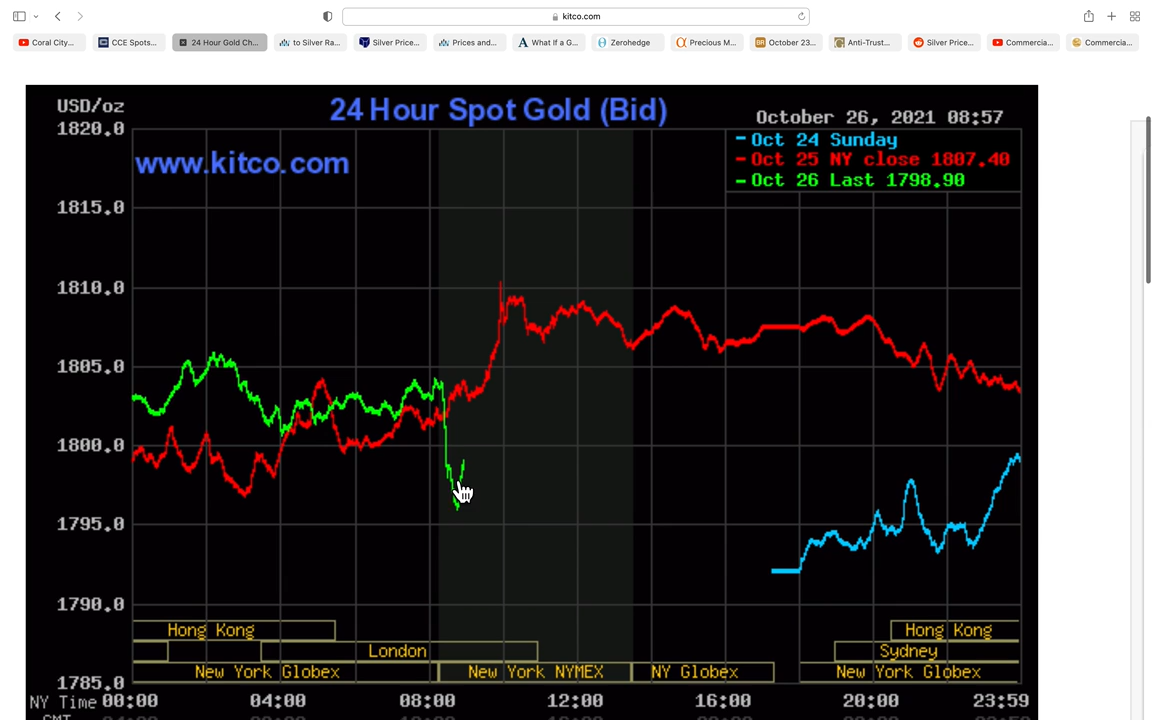 kitco.com
Coral City... CCE Spots... 24 Hour Gold Ch... to Silver Ra... Silver Price... Prices and... What If a G... Zerohedge Precious M... October 23... Anti-Trust... Silver Price... Commercia... Commercia...
USD/oz 24 Hour Spot Gold (Bid) October 26, 2021 08:57
1820.0
Oct 24 Sunday
www.kitco.com Oct 25 NY close 1807.40
Oct 26 Last 1798.90
1815.0
1810.0
1805.0
1800.0
1795.0
1790.0
Hong Kong Hong Kong
London Sydney
New York Globex New York NYMEX NY Globex New York Globex
1785.0
NY Time 00:00 04:00 08:00 12:00 16:00 20:00 23:59